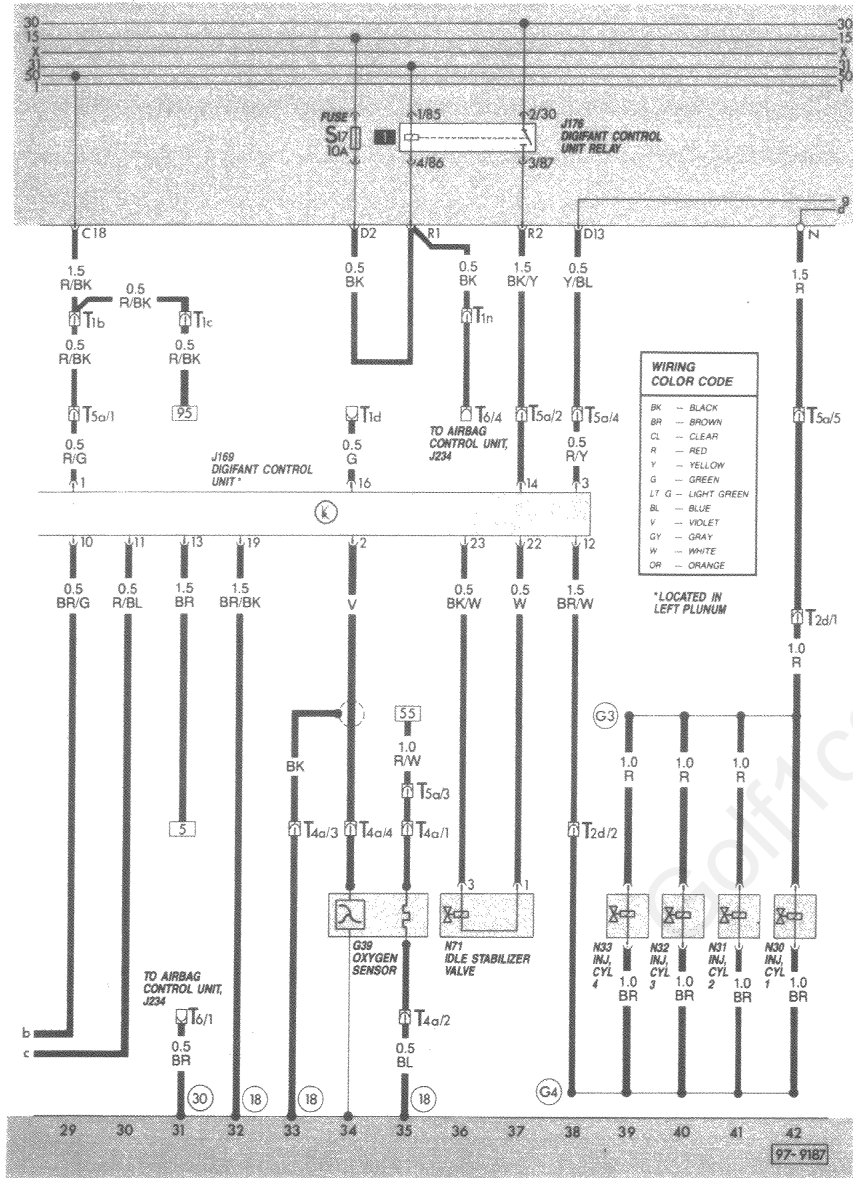 30 30
15 15
X X
31 31
50 50
1/85 2/30
FUSE
S17
10A
J176
DIGIFANT CONTROL
UNIT RELAY
4/86 3/87
g
d
C18 D2 R1 R2 D13 N
1.5
R/BK
0.5
R/BK
0.5
BK
0.5
BK
1.5
BK/Y
0.5
Y/BL
1.5
R
T1b T1c T1n
0.5
R/BK
0.5
R/BK
WIRING
COLOR CODE
BK – BLACK
BR – BROWN
CL – CLEAR
R – RED
Y – YELLOW
G – GREEN
LT G – LIGHT GREEN
BL – BLUE
V – VIOLET
GY – GRAY
W – WHITE
OR – ORANGE
*LOCATED IN
LEFT PLUNUM
T5a/1 95 T1d T6/4 T5a/2 T5a/4 T5a/5
TO AIRBAG
CONTROL UNIT,
J234
0.5
R/G
0.5
G
0.5
R/Y
J169
DIGIFANT CONTROL
UNIT*
1 16 14 3
K
10 11 13 19 2 23 22 12
0.5
BR/G
0.5
R/BL
1.5
BR
1.5
BR/BK
V
0.5
BK/W
0.5
W
1.5
BR/W
T2d/1
1.0
R
55
G3
1.0
R/W
BK
1.0
R
1.0
R
1.0
R
T5a/3
5 T4a/3 T4a/4 T4a/1 T2d/2
3 1
G39
OXYGEN
SENSOR
N71
IDLE STABILIZER
VALVE
N33
INJ,
CYL
4
N32
INJ,
CYL
3
N31
INJ,
CYL
2
N30
INJ,
CYL
1
1.0
BR
1.0
BR
1.0
BR
1.0
BR
TO AIRBAG
CONTROL UNIT,
J234
T6/1 T4a/2
b
c
0.5
BR
0.5
BL
30 18 18 18 G4
29 30 31 32 33 34 35 36 37 38 39 40 41 42
97-9187
Golf1.co